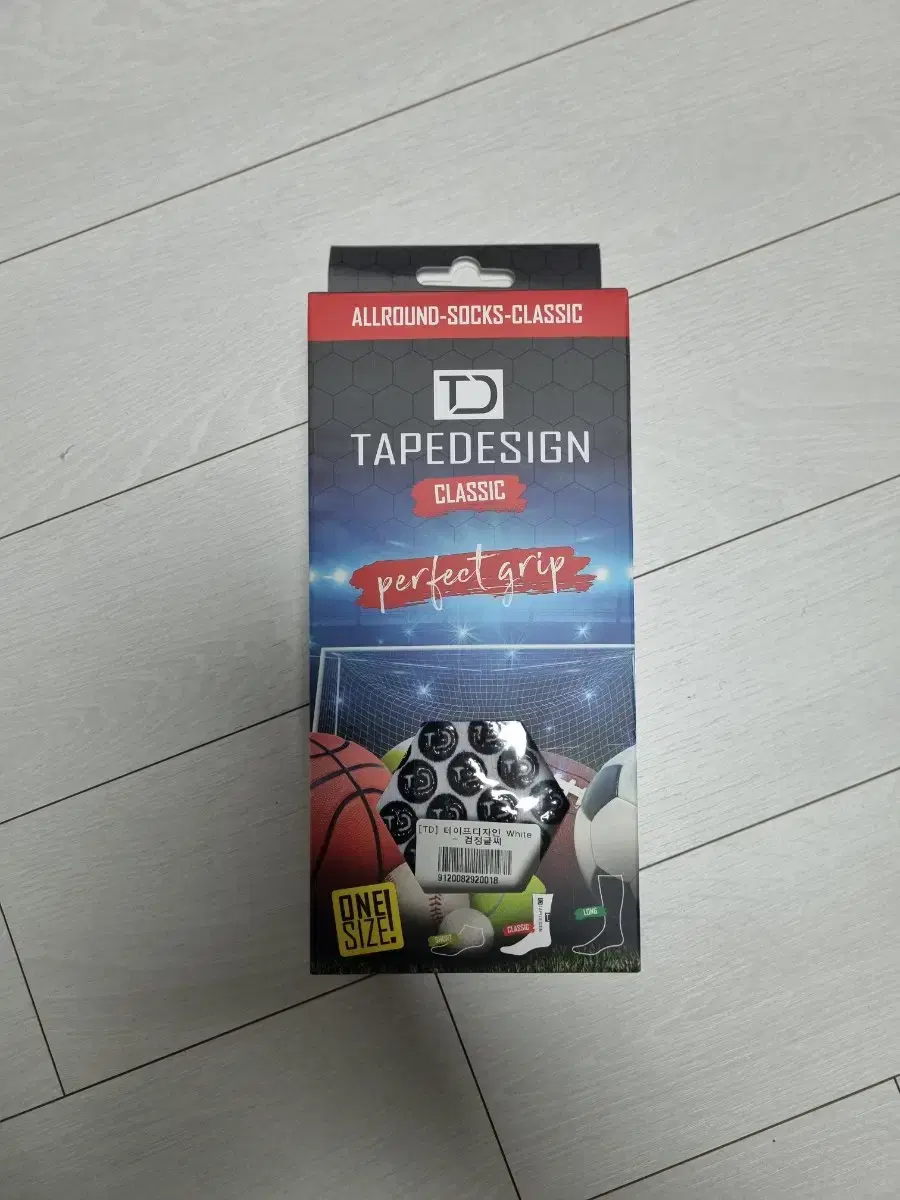 ALLROUND-SOCKS-CLASSIC
TD
TAPEDESIGN
CLASSIC
perfect grip
[TD] 테이프디자인 White
- 검정글씨
9120082920018
ONE
SIZE!
SHORT
CLASSIC
LONG